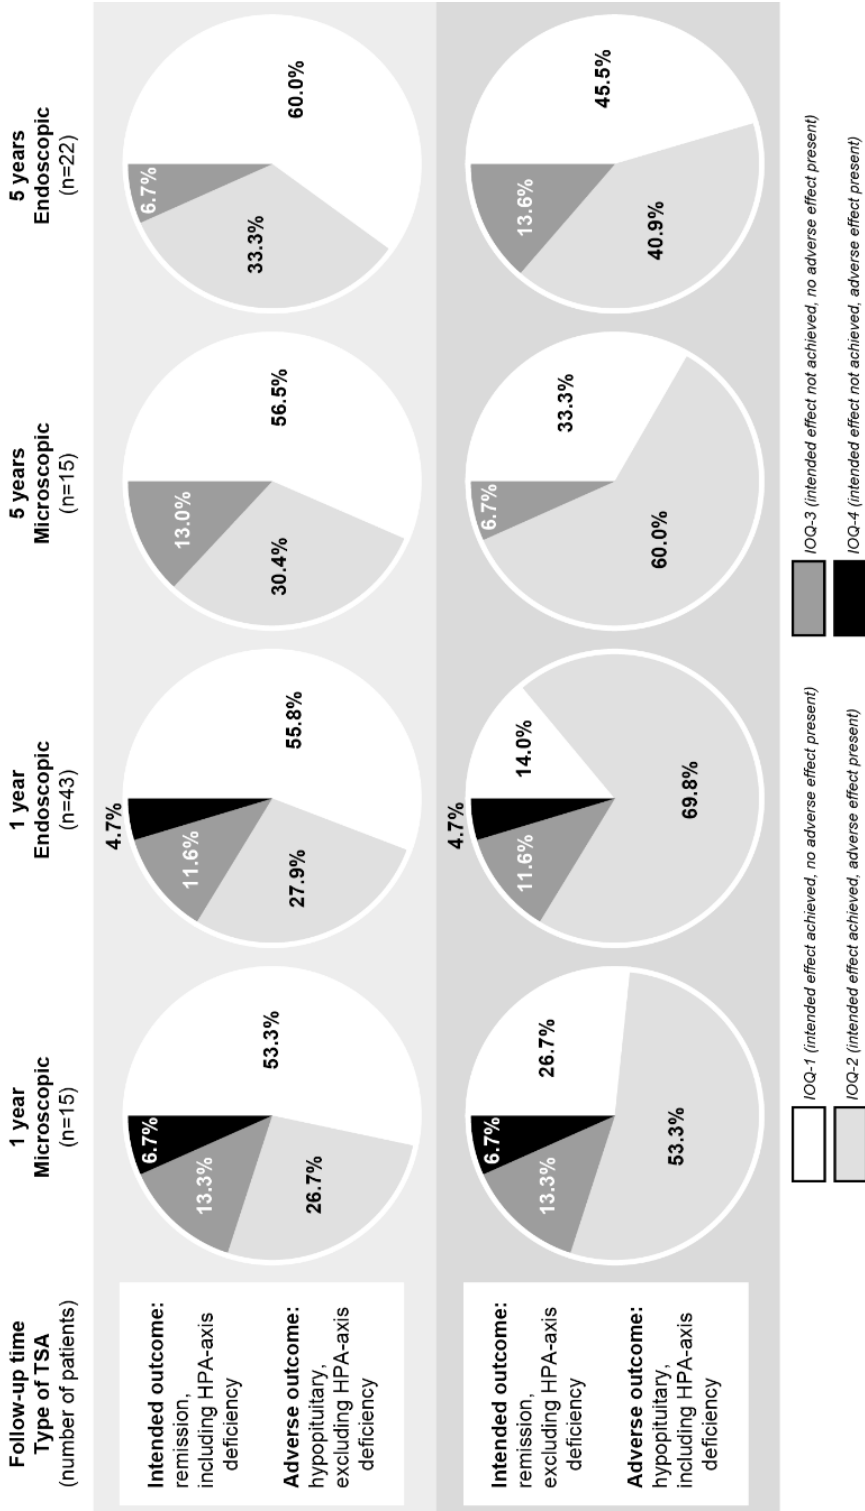 Follow-up time
Type of TSA
(number of patients)
1 year
Microscopic
(n=15)
1 year
Endoscopic
(n=43)
5 years
Microscopic
(n=15)
5 years
Endoscopic
(n=22)
Intended outcome:
remission,
including HPA-axis
deficiency
Adverse outcome:
hypopituitary,
excluding HPA-axis
deficiency
6.7%
13.3%
26.7%
53.3%
4.7%
11.6%
27.9%
55.8%
13.0%
30.4%
56.5%
6.7%
33.3%
60.0%
Intended outcome:
remission,
excluding HPA-axis
deficiency
Adverse outcome:
hypopituitary,
including HPA-axis
deficiency
6.7%
13.3%
26.7%
53.3%
4.7%
11.6%
14.0%
69.8%
6.7%
33.3%
60.0%
13.6%
45.5%
40.9%
IOQ-1 (intended effect achieved, no adverse effect present)
IOQ-2 (intended effect achieved, adverse effect present)
IOQ-3 (intended effect not achieved, no adverse effect present)
IOQ-4 (intended effect not achieved, adverse effect present)